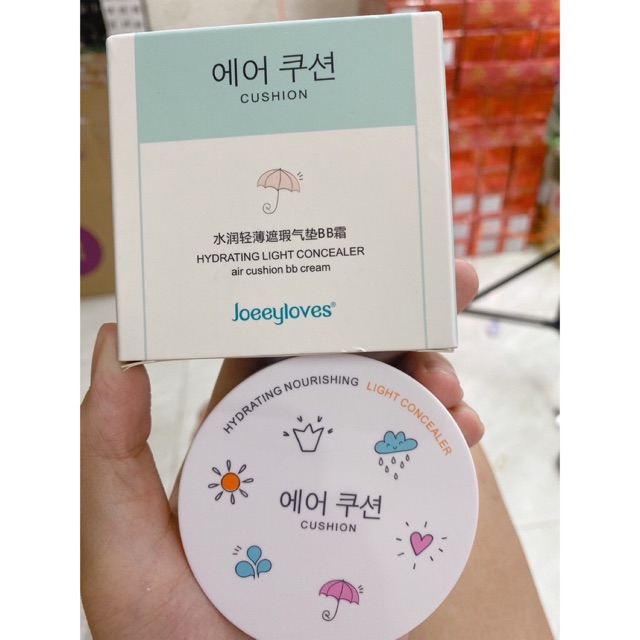 에어 쿠션
CUSHION
水润轻薄遮瑕气垫BB霜
HYDRATING LIGHT CONCEALER
air cushion bb cream
Joeeyloves®
HYDRATING NOURISHING LIGHT CONCEALER
에어 쿠션
CUSHION